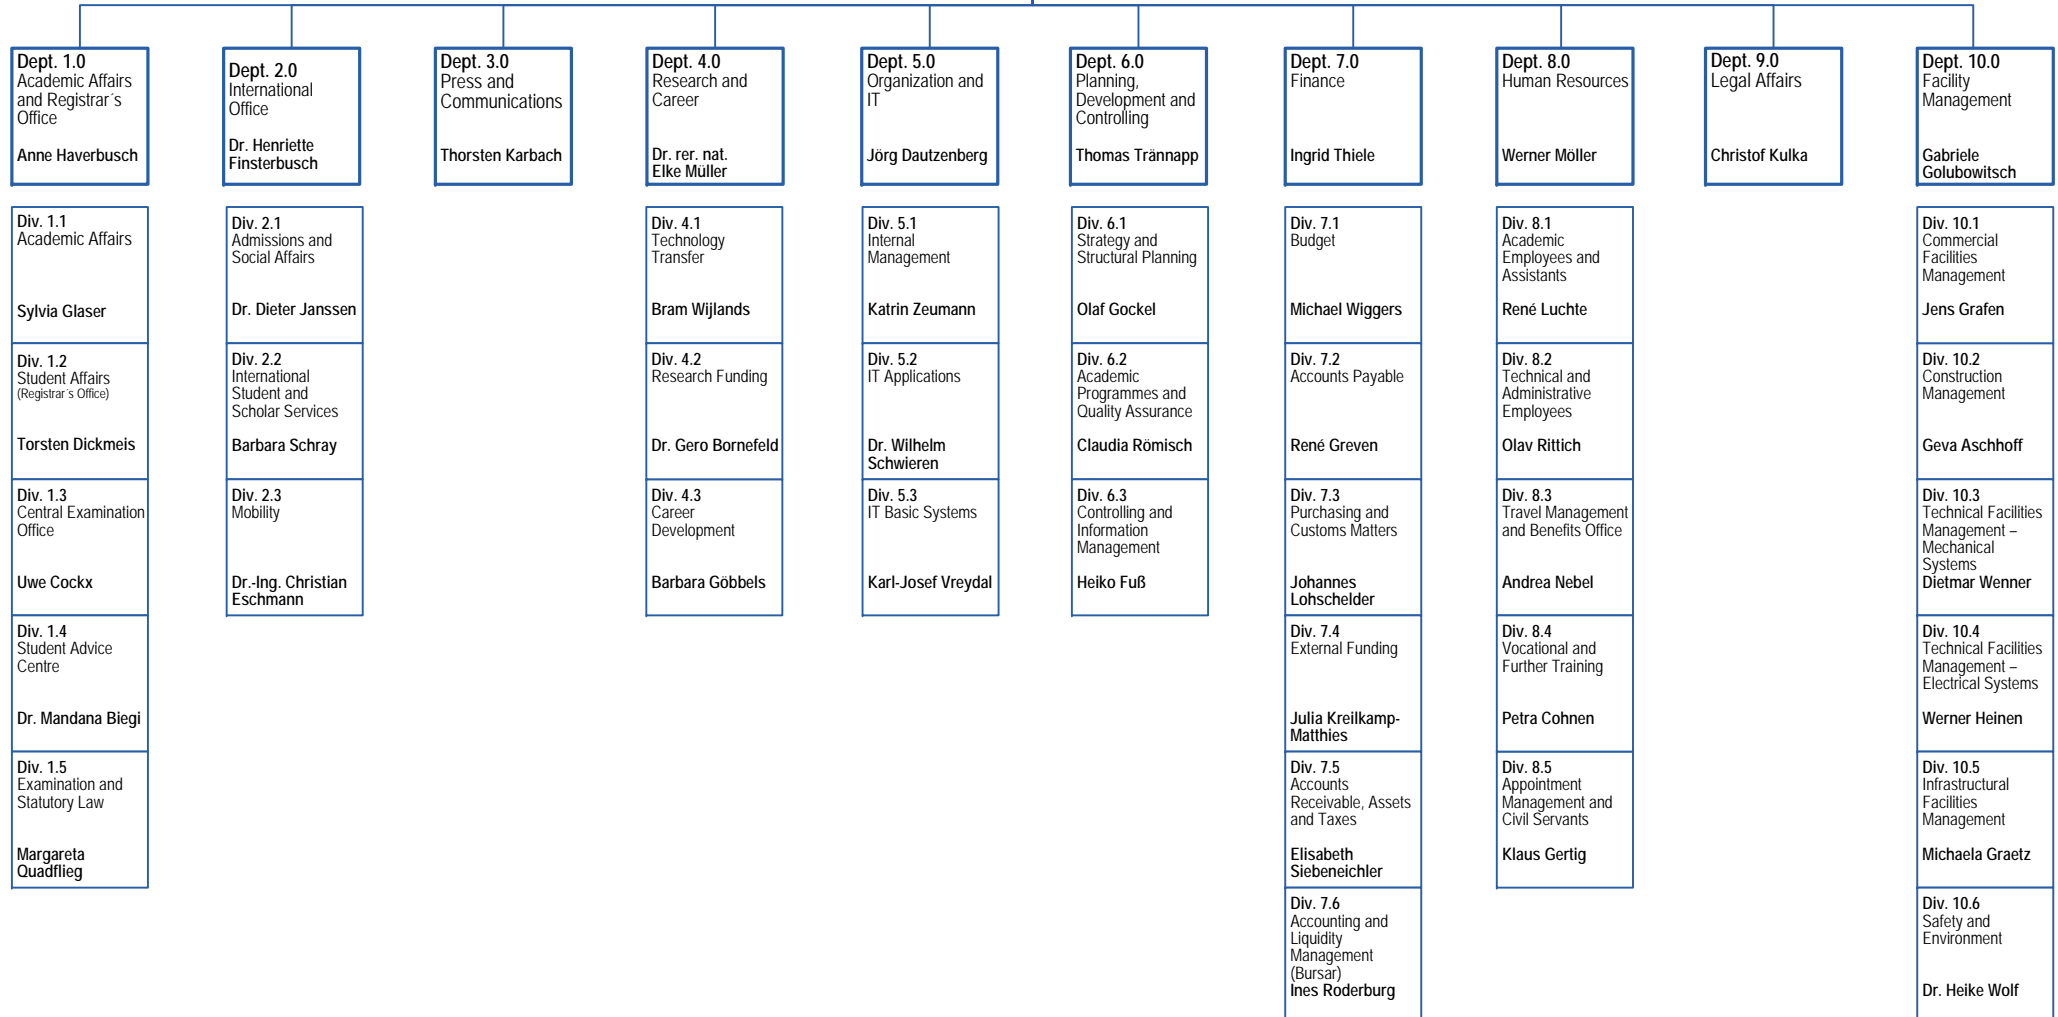 Dept. 1.0
Academic Affairs
and Registrar´s
Office
Anne Haverbusch
Div. 1.1
Academic Affairs
Sylvia Glaser
Div. 1.2
Student Affairs
(Registrar´s Office)
Torsten Dickmeis
Div. 1.3
Central Examination
Office
Uwe Cockx
Div. 1.4
Student Advice
Centre
Dr. Mandana Biegi
Div. 1.5
Examination and
Statutory Law
Margareta
Quadflieg
Dept. 2.0
International
Office
Dr. Henriette
Finsterbusch
Div. 2.1
Admissions and
Social Affairs
Dr. Dieter Janssen
Div. 2.2
International
Student and
Scholar Services
Barbara Schray
Div. 2.3
Mobility
Dr.-Ing. Christian
Eschmann
Dept. 3.0
Press and
Communications
Thorsten Karbach
Dept. 4.0
Research and
Career
Dr. rer. nat.
Elke Müller
Div. 4.1
Technology
Transfer
Bram Wijlands
Div. 4.2
Research Funding
Dr. Gero Bornefeld
Div. 4.3
Career
Development
Barbara Göbbels
Dept. 5.0
Organization and
IT
Jörg Dautzenberg
Div. 5.1
Internal
Management
Katrin Zeumann
Div. 5.2
IT Applications
Dr. Wilhelm
Schwieren
Div. 5.3
IT Basic Systems
Karl-Josef Vreydal
Dept. 6.0
Planning,
Development and
Controlling
Thomas Trännapp
Div. 6.1
Strategy and
Structural Planning
Olaf Gockel
Div. 6.2
Academic
Programmes and
Quality Assurance
Claudia Römisch
Div. 6.3
Controlling and
Information
Management
Heiko Fuß
Dept. 7.0
Finance
Ingrid Thiele
Div. 7.1
Budget
Michael Wiggers
Div. 7.2
Accounts Payable
René Greven
Div. 7.3
Purchasing and
Customs Matters
Johannes
Lohschelder
Div. 7.4
External Funding
Julia Kreilkamp-
Matthies
Div. 7.5
Accounts
Receivable, Assets
and Taxes
Elisabeth
Siebeneichler
Div. 7.6
Accounting and
Liquidity
Management
(Bursar)
Ines Roderburg
Dept. 8.0
Human Resources
Werner Möller
Div. 8.1
Academic
Employees and
Assistants
René Luchte
Div. 8.2
Technical and
Administrative
Employees
Olav Rittich
Div. 8.3
Travel Management
and Benefits Office
Andrea Nebel
Div. 8.4
Vocational and
Further Training
Petra Cohnen
Div. 8.5
Appointment
Management and
Civil Servants
Klaus Gertig
Dept. 9.0
Legal Affairs
Christof Kulka
Dept. 10.0
Facility
Management
Gabriele
Golubowitsch
Div. 10.1
Commercial
Facilities
Management
Jens Grafen
Div. 10.2
Construction
Management
Geva Aschhoff
Div. 10.3
Technical Facilities
Management –
Mechanical
Systems
Dietmar Wenner
Div. 10.4
Technical Facilities
Management –
Electrical Systems
Werner Heinen
Div. 10.5
Infrastructural
Facilities
Management
Michaela Graetz
Div. 10.6
Safety and
Environment
Dr. Heike Wolf